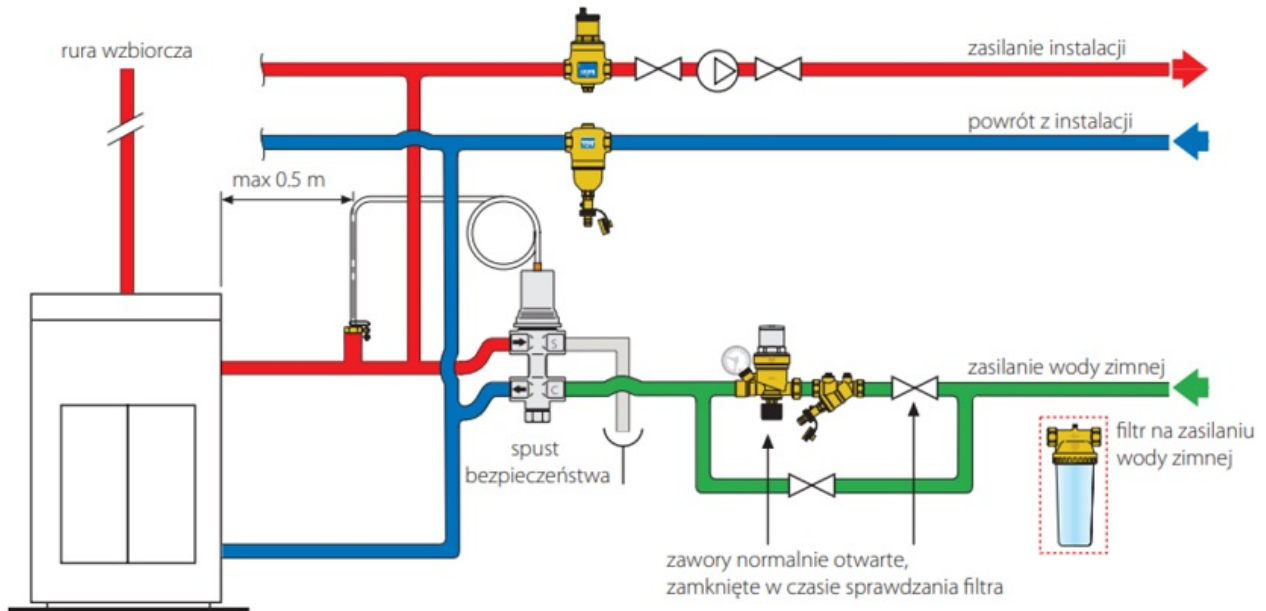 rura wzbiorcza
zasilanie instalacji
powrót z instalacji
max 0.5 m
S
C
zasilanie wody zimnej
spust
bezpieczeństwa
filtr na zasilaniu
wody zimnej
zawory normalnie otwarte,
zamknięte w czasie sprawdzania filtra